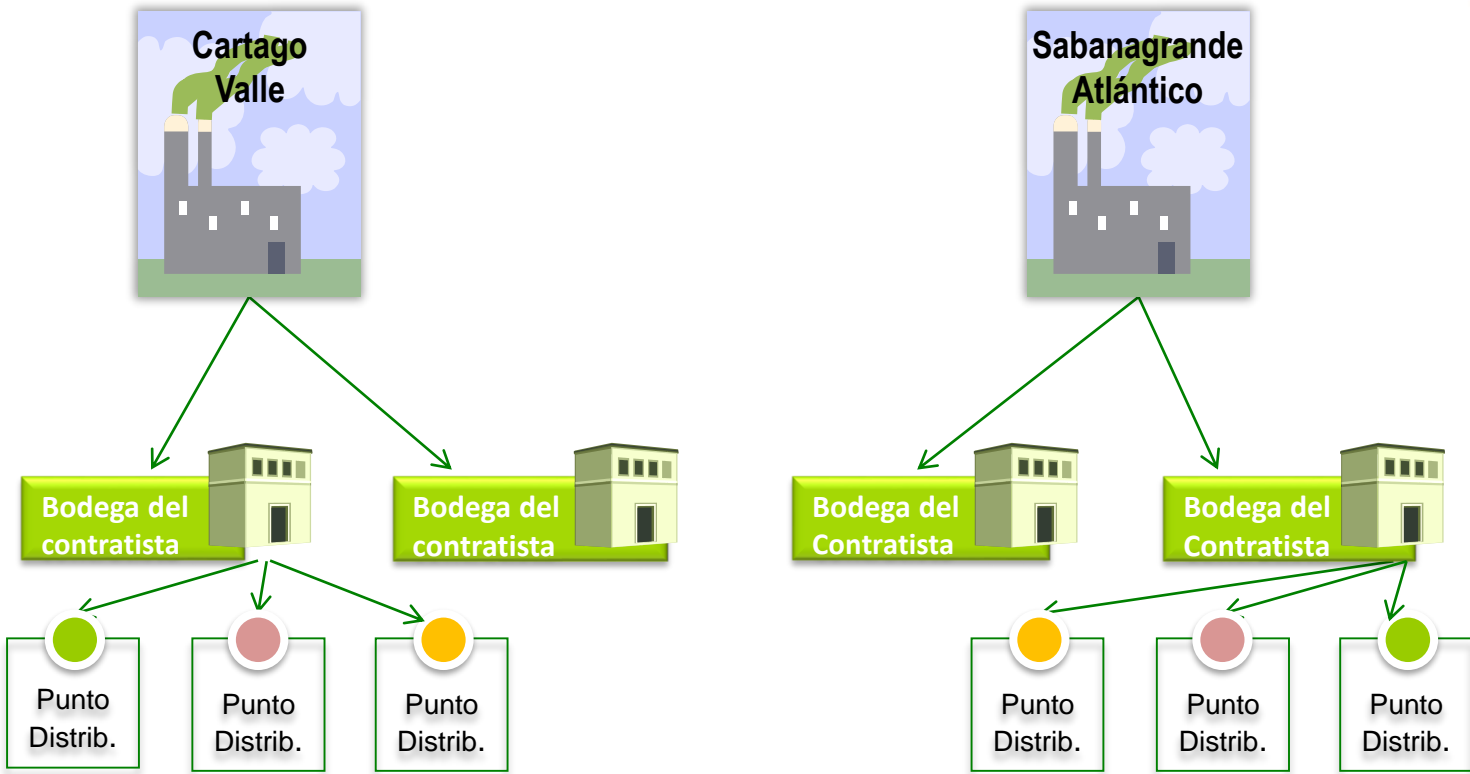 Cartago
Valle
Sabanagrande
Atlántico
Bodega del
contratista
Bodega del
contratista
Bodega del
Contratista
Bodega del
Contratista
Punto
Distrib.
Punto
Distrib.
Punto
Distrib.
Punto
Distrib.
Punto
Distrib.
Punto
Distrib.